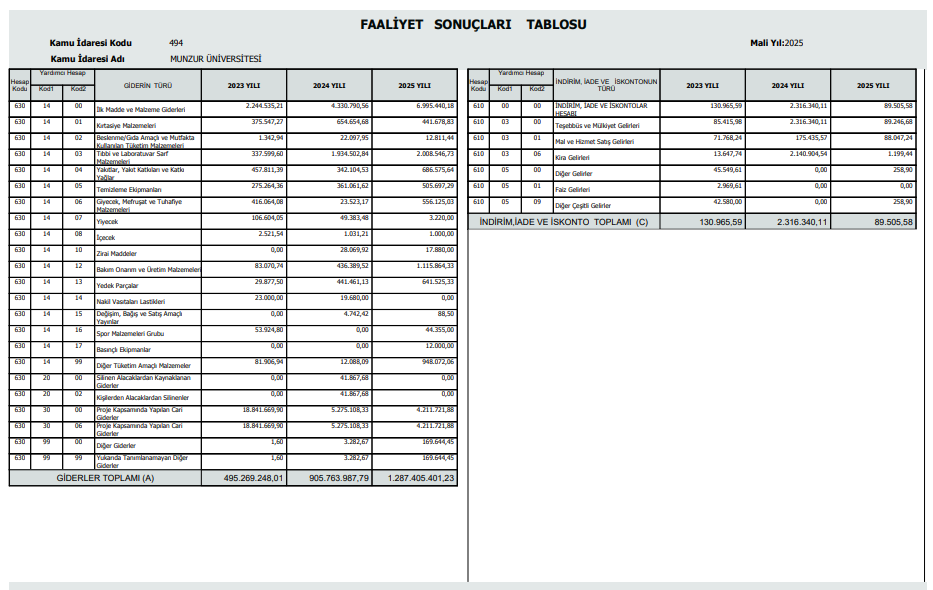 FAALİYET SONUÇLARI TABLOSU
Kamu İdaresi Kodu 494 Mali Yıl:2025
Kamu İdaresi Adı MUNZUR ÜNİVERSİTESİ
Hesap Kodu Yardımcı Hesap Kod1 Kod2 GİDERİN TÜRÜ 2023 YILI 2024 YILI 2025 YILI
630 14 00 İlk Madde ve Malzeme Giderleri 2.244.535,21 4.330.790,56 6.995.440,18
630 14 01 Kırtasiye Malzemeleri 375.547,27 654.654,68 441.678,83
630 14 02 Beslenme/Gıda Amaçlı ve Mutfakta Kullanılan Tüketim Malzemeleri 1.342,94 22.097,95 12.811,44
630 14 03 Tıbbi ve Laboratuvar Sarf Malzemeleri 337.599,60 1.934.502,84 2.008.546,73
630 14 04 Yakıtlar, Yakıt Katkıları ve Katkı Yağlar 457.811,39 342.104,53 686.575,64
630 14 05 Temizleme Ekipmanları 275.264,36 361.061,62 505.697,29
630 14 06 Giyecek, Mefruşat ve Tuhafiye Malzemeleri 416.064,08 23.523,17 556.125,03
630 14 07 Yiyecek 106.604,05 49.383,48 3.220,00
630 14 08 İçecek 2.521,54 1.031,21 1.000,00
630 14 10 Zirai Maddeler 0,00 28.069,92 17.880,00
630 14 12 Bakım Onarım ve Üretim Malzemeleri 83.070,74 436.389,52 1.115.864,33
630 14 13 Yedek Parçalar 29.877,50 441.461,13 641.525,33
630 14 14 Nakil Vasıtaları Lastikleri 23.000,00 19.680,00 0,00
630 14 15 Değişim, Bağış ve Satış Amaçlı Yayınlar 0,00 4.742,42 88,50
630 14 16 Spor Malzemeleri Grubu 53.924,80 0,00 44.355,00
630 14 17 Basınçlı Ekipmanlar 0,00 0,00 12.000,00
630 14 99 Diğer Tüketim Amaçlı Malzemeler 81.906,94 12.088,09 948.072,06
630 20 00 Silinen Alacaklardan Kaynaklanan Giderler 0,00 41.867,68 0,00
630 20 02 Kişilerden Alacaklardan Silinenler 0,00 41.867,68 0,00
630 30 00 Proje Kapsamında Yapılan Cari Giderler 18.841.669,90 5.275.108,33 4.211.721,88
630 30 06 Proje Kapsamında Yapılan Cari Giderler 18.841.669,90 5.275.108,33 4.211.721,88
630 99 00 Diğer Giderler 1,60 3.282,67 169.644,45
630 99 99 Yukarıda Tanımlanamayan Diğer Giderler 1,60 3.282,67 169.644,45
GİDERLER TOPLAMI (A) 495.269.248,01 905.763.987,79 1.287.405.401,23
Hesap Kodu Yardımcı Hesap Kod1 Kod2 İNDİRİM, İADE VE İSKONTONUN TÜRÜ 2023 YILI 2024 YILI 2025 YILI
610 00 00 İNDİRİM, İADE VE İSKONTOLAR HESABI 130.965,59 2.316.340,11 89.505,58
610 03 00 Teşebbüs ve Mülkiyet Gelirleri 85.415,98 2.316.340,11 89.246,68
610 03 01 Mal ve Hizmet Satış Gelirleri 71.768,24 175.435,57 88.047,24
610 03 06 Kira Gelirleri 13.647,74 2.140.904,54 1.199,44
610 05 00 Diğer Gelirler 45.549,61 0,00 258,90
610 05 01 Faiz Gelirleri 2.969,61 0,00 0,00
610 05 09 Diğer Çeşitli Gelirler 42.580,00 0,00 258,90
İNDİRİM,İADE VE İSKONTO TOPLAMI (C) 130.965,59 2.316.340,11 89.505,58